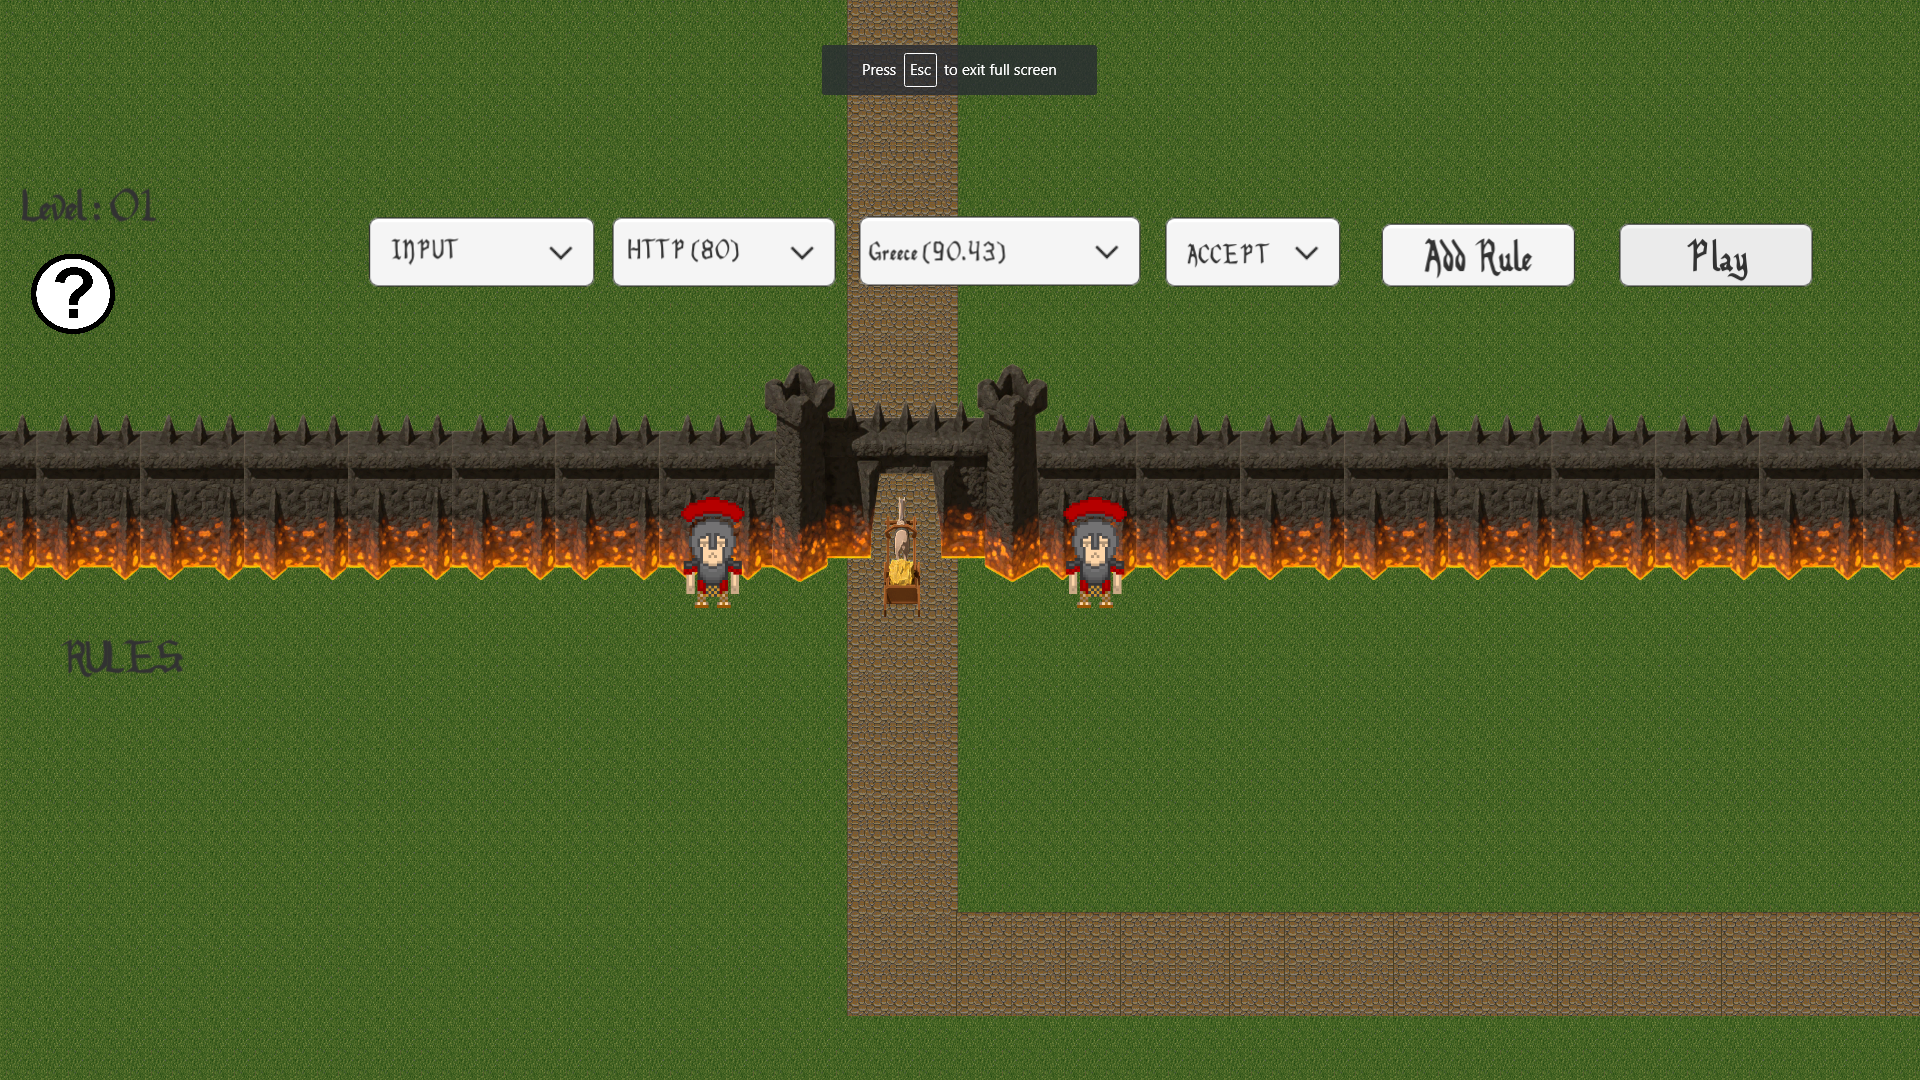 Press Esc to exit full screen
Level : 01
INPUT
HTTP (80)
Greece (90.43)
ACCEPT
Add Rule
Play
?
RULES